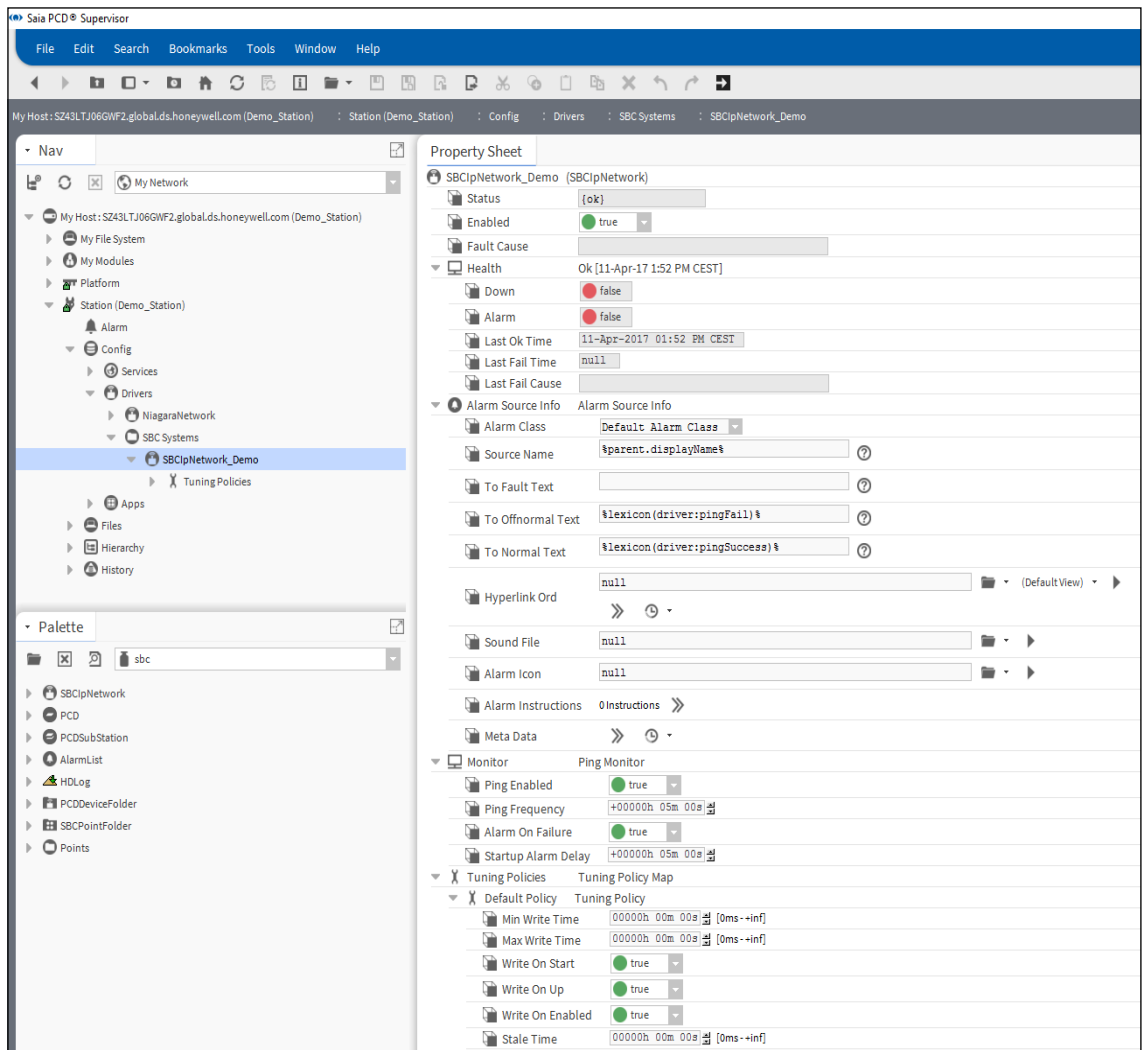 Saia PCD® Supervisor
File Edit Search Bookmarks Tools Window Help
My Host : SZ43LTJ06GWF2.global.ds.honeywell.com (Demo_Station) : Station (Demo_Station) : Config : Drivers : SBC Systems : SBCIpNetwork_Demo
Nav
My Network
My Host : SZ43LTJ06GWF2.global.ds.honeywell.com (Demo_Station)
My File System
My Modules
Platform
Station (Demo_Station)
Alarm
Config
Services
Drivers
NiagaraNetwork
SBC Systems
SBCIpNetwork_Demo
Tuning Policies
Apps
Files
Hierarchy
History
Palette
sbc
SBCIpNetwork
PCD
PCDSubStation
AlarmList
HDLog
PCDDeviceFolder
SBCPointFolder
Points
Property Sheet
SBCIpNetwork_Demo (SBCIpNetwork)
Status {ok}
Enabled true
Fault Cause
Health Ok [11-Apr-17 1:52 PM CEST]
Down false
Alarm false
Last Ok Time 11-Apr-2017 01:52 PM CEST
Last Fail Time null
Last Fail Cause
Alarm Source Info Alarm Source Info
Alarm Class Default Alarm Class
Source Name %parent.displayName%
To Fault Text
To Offnormal Text %lexicon(driver:pingFail)%
To Normal Text %lexicon(driver:pingSuccess)%
Hyperlink Ord null (Default View)
Sound File null
Alarm Icon null
Alarm Instructions 0 Instructions
Meta Data
Monitor Ping Monitor
Ping Enabled true
Ping Frequency +00000h 05m 00s
Alarm On Failure true
Startup Alarm Delay +00000h 05m 00s
Tuning Policies Tuning Policy Map
Default Policy Tuning Policy
Min Write Time 00000h 00m 00s [0ms-+inf]
Max Write Time 00000h 00m 00s [0ms-+inf]
Write On Start true
Write On Up true
Write On Enabled true
Stale Time 00000h 00m 00s [0ms-+inf]